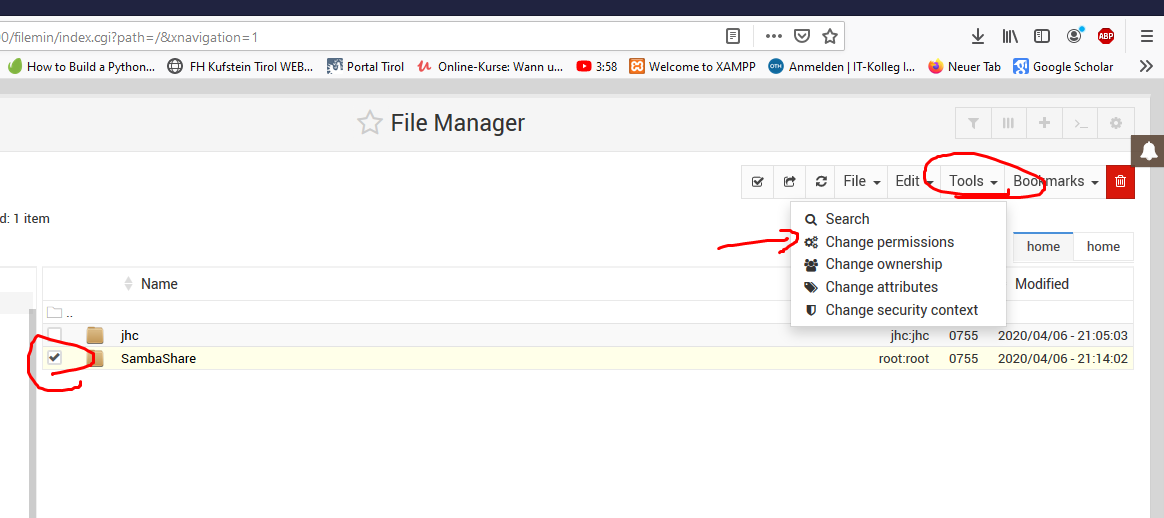 00/filemin/index.cgi?path=/&xnavigation=1
How to Build a Python... FH Kufstein Tirol WEB... Portal Tirol Online-Kurse: Wann u... 3:58 Welcome to XAMPP Anmelden | IT-Kolleg I... Neuer Tab Google Scholar
File Manager
File Edit Tools Bookmarks
d: 1 item
Search
Change permissions
Change ownership
Change attributes
Change security context
home home
Name Modified
..
jhc jhc:jhc 0755 2020/04/06 - 21:05:03
SambaShare root:root 0755 2020/04/06 - 21:14:02